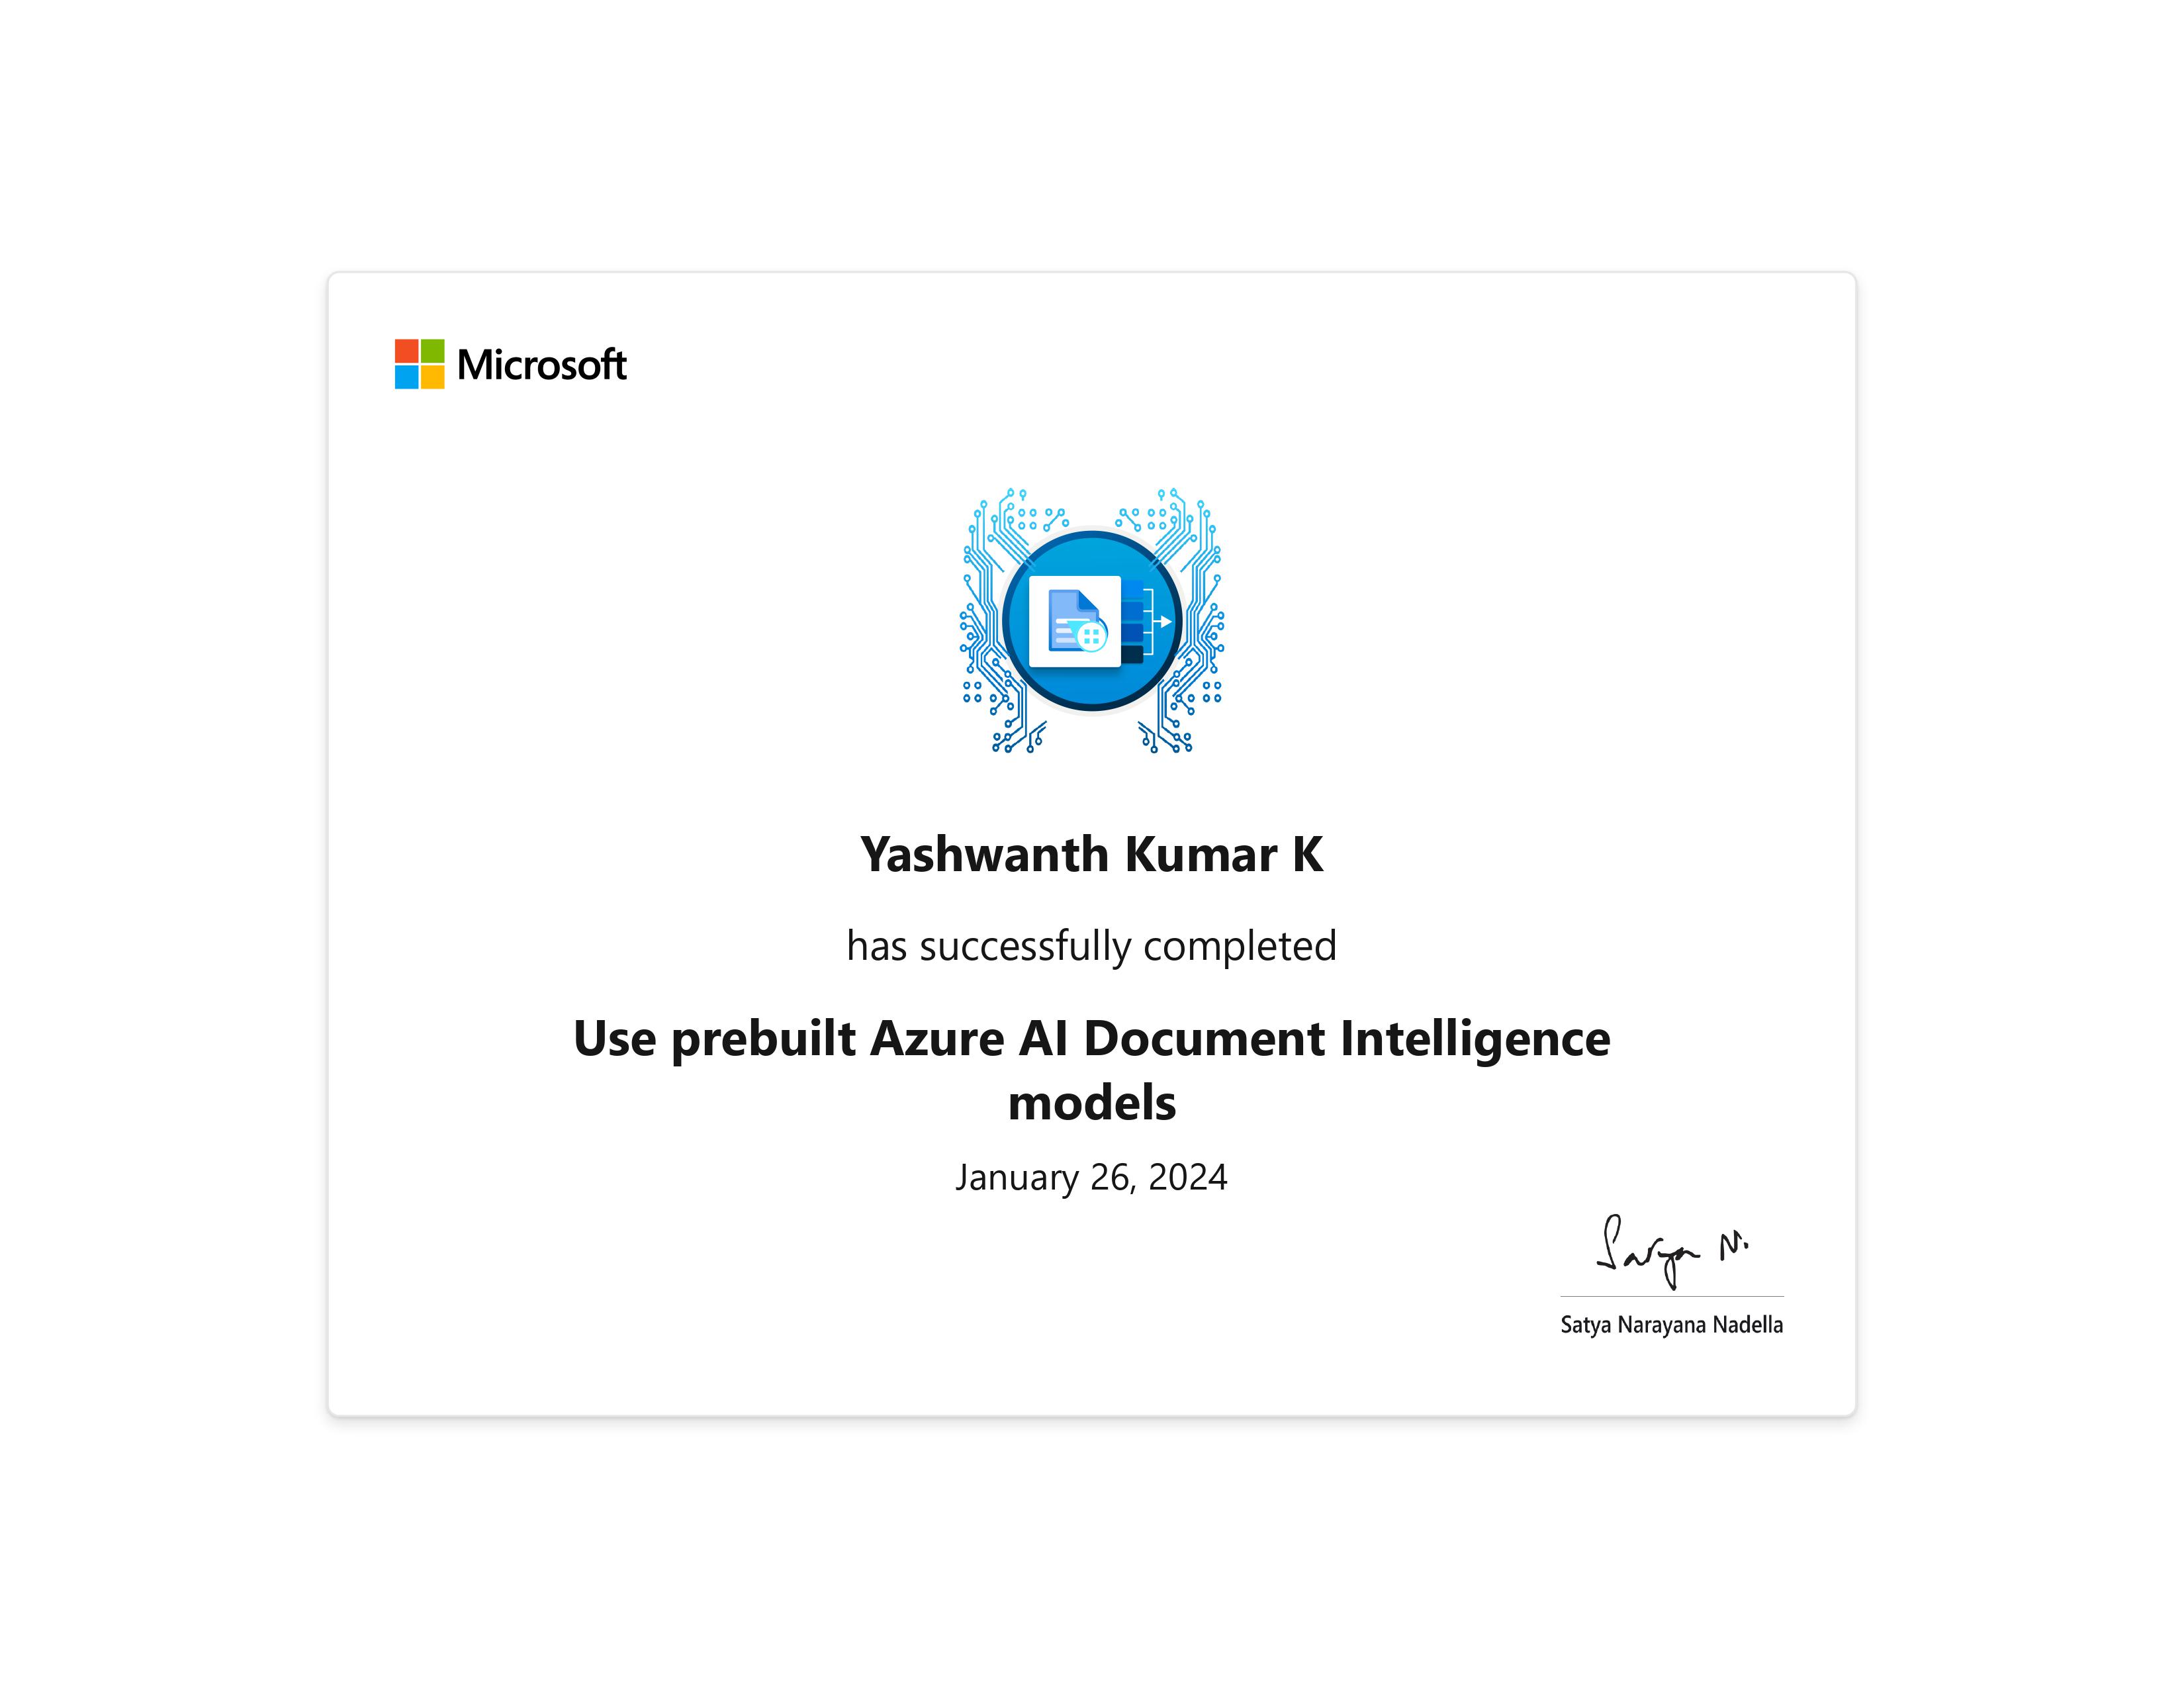 Microsoft
Yashwanth Kumar K
has successfully completed
Use prebuilt Azure AI Document Intelligence
models
January 26, 2024
Satya N.
Satya Narayana Nadella